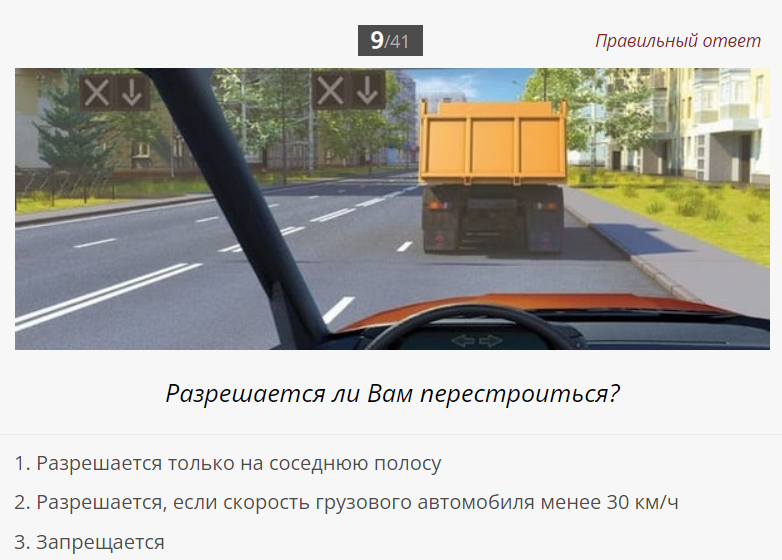 9/41
Правильный ответ
Разрешается ли Вам перестроиться?
1. Разрешается только на соседнюю полосу
2. Разрешается, если скорость грузового автомобиля менее 30 км/ч
3. Запрещается